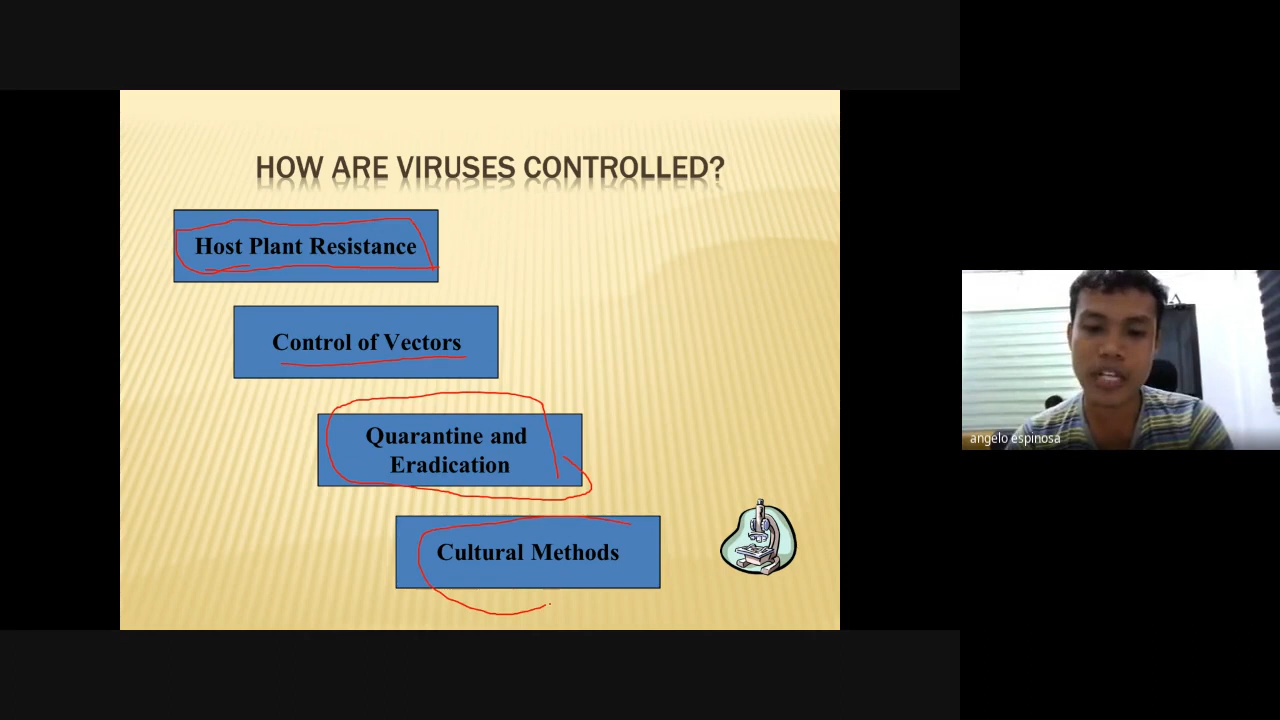 HOW ARE VIRUSES CONTROLLED?
Host Plant Resistance
Control of Vectors
Quarantine and
Eradication
Cultural Methods
angelo espinosa